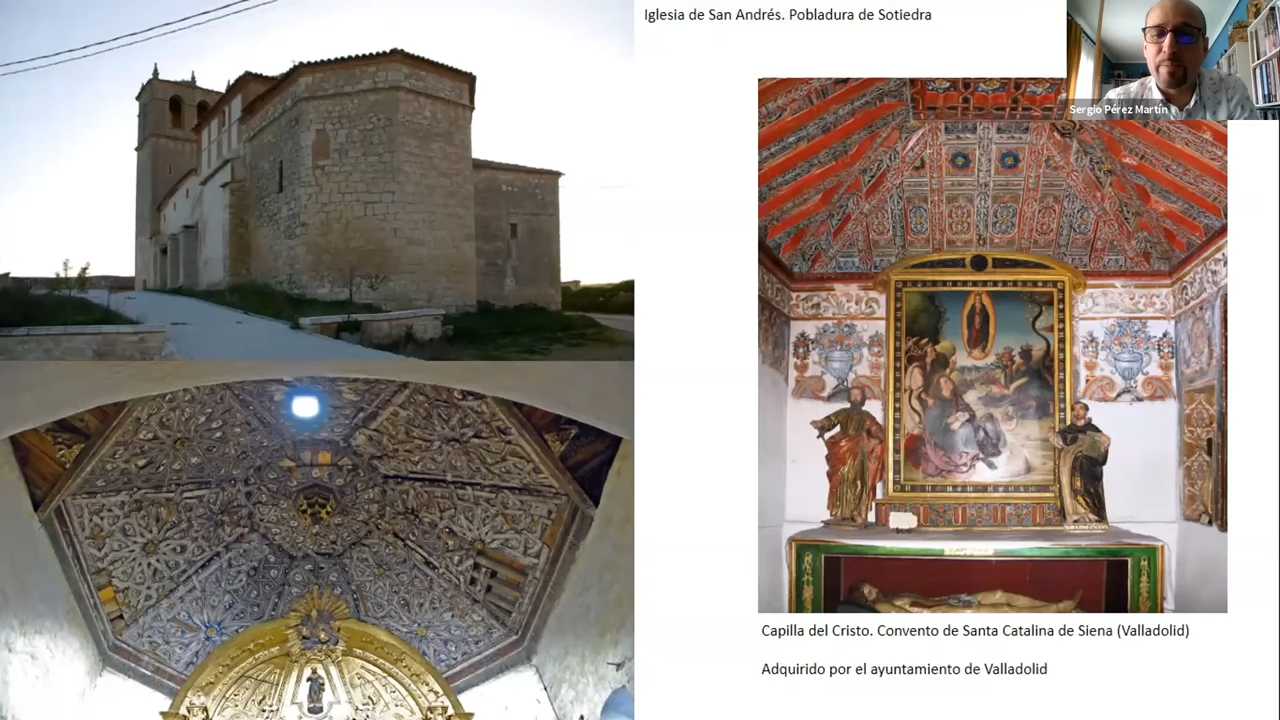 Iglesia de San Andrés. Pobladura de Sotiedra
Sergio Pérez Martín
Capilla del Cristo. Convento de Santa Catalina de Siena (Valladolid)
Adquirido por el ayuntamiento de Valladolid